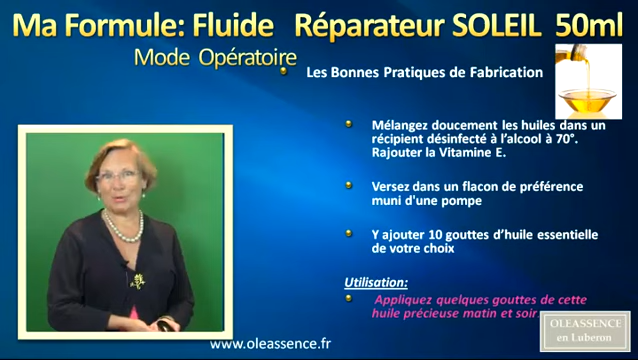 Ma Formule: Fluide Réparateur SOLEIL 50ml
Mode Opératoire
Les Bonnes Pratiques de Fabrication
Mélangez doucement les huiles dans un
récipient désinfecté à l'alcool à 70°.
Rajouter la Vitamine E.
Versez dans un flacon de préférence
muni d'une pompe
Y ajouter 10 gouttes d'huile essentielle
de votre choix
Utilisation:
Appliquez quelques gouttes de cette
huile précieuse matin et soir.
OLEASSENCE
en Luberon
www.oleassence.fr